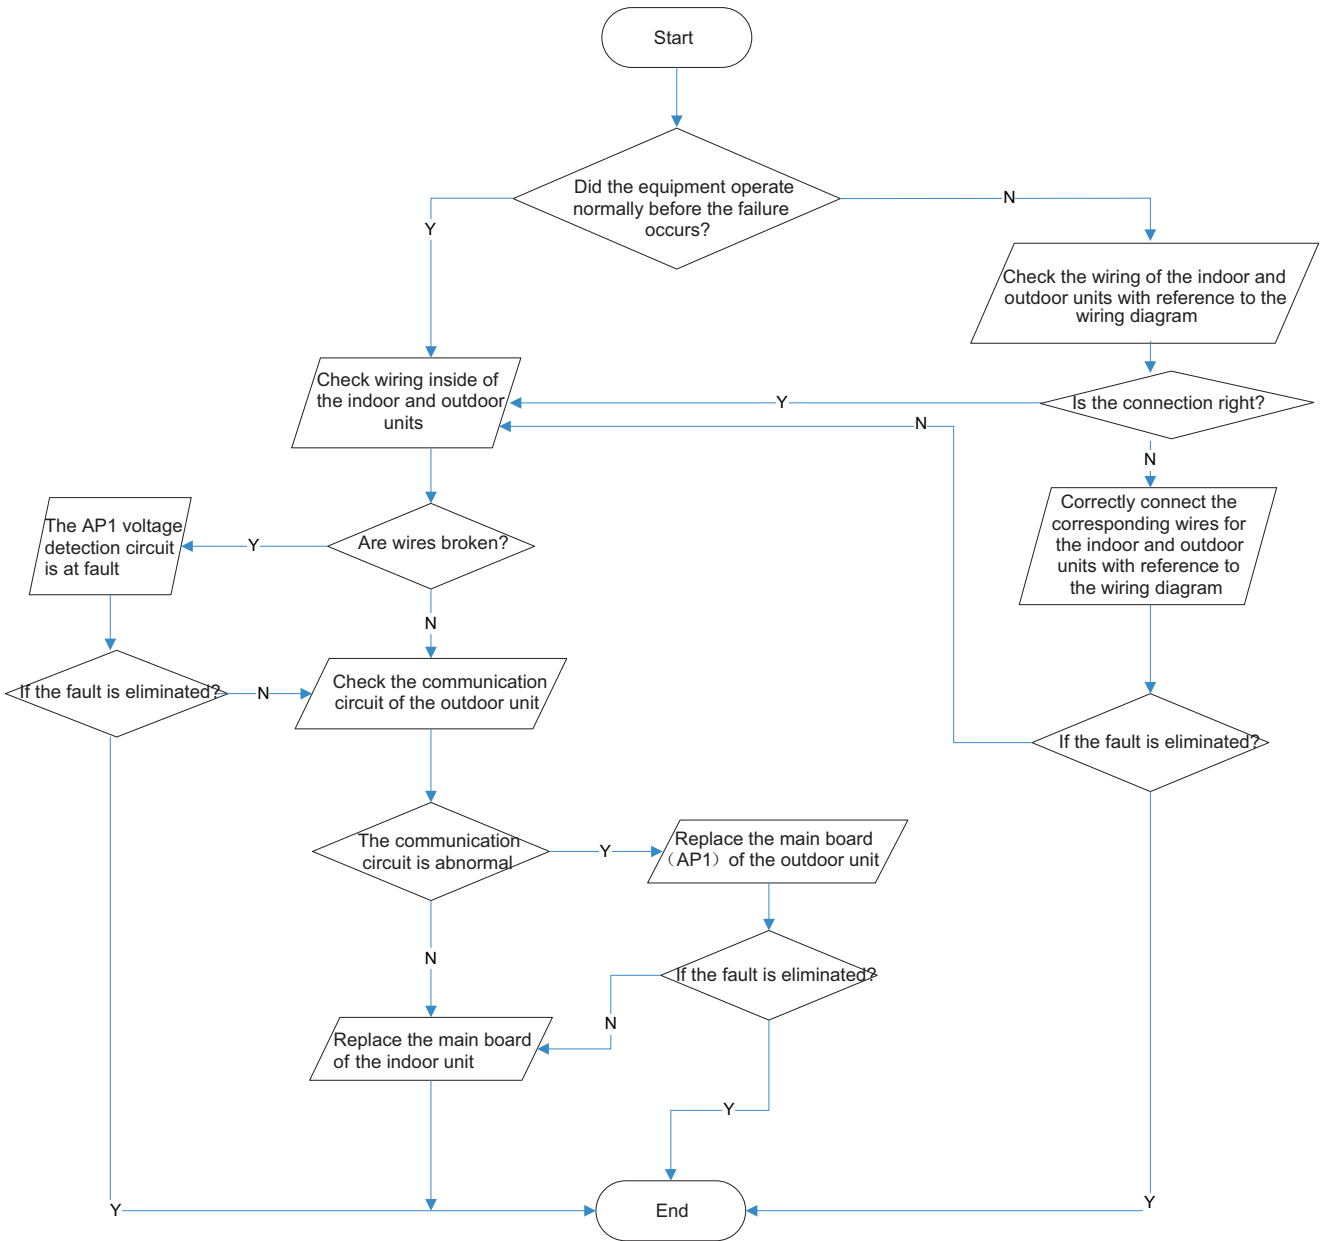 Start
Did the equipment operate
normally before the failure
occurs?
Y
N
Check the wiring of the indoor and
outdoor units with reference to the
wiring diagram
Check wiring inside of
the indoor and outdoor
units
Y
Is the connection right?
N
N
Correctly connect the
corresponding wires for
the indoor and outdoor
units with reference to
the wiring diagram
The AP1 voltage
detection circuit
is at fault
Y
Are wires broken?
N
If the fault is eliminated?
N
Check the communication
circuit of the outdoor unit
If the fault is eliminated?
The communication
circuit is abnormal
Y
Replace the main board
（AP1）of the outdoor unit
N
If the fault is eliminated?
N
Replace the main board
of the indoor unit
Y
Y
End
Y